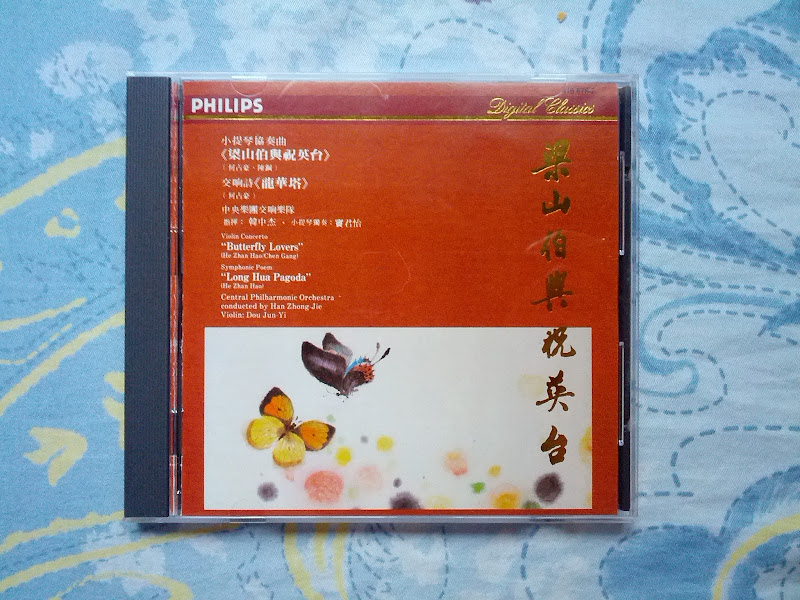 PHILIPS
Digital Classics
小提琴協奏曲
《梁山伯與祝英台》
（何占豪·陳鋼）
交响詩《龍華塔》
（何占豪）
中央樂團交响樂隊
指揮：韓中杰、小提琴獨奏：竇君怡
Violin Concerto
“Butterfly Lovers”
(He Zhan Hao/Chen Gang)
Symphonic Poem
“Long Hua Pagoda”
(He Zhan Hao)
Central Philharmonic Orchestra
conducted by Han Zhong-Jie
Violin: Dou Jun-Yi
梁山伯與祝英台